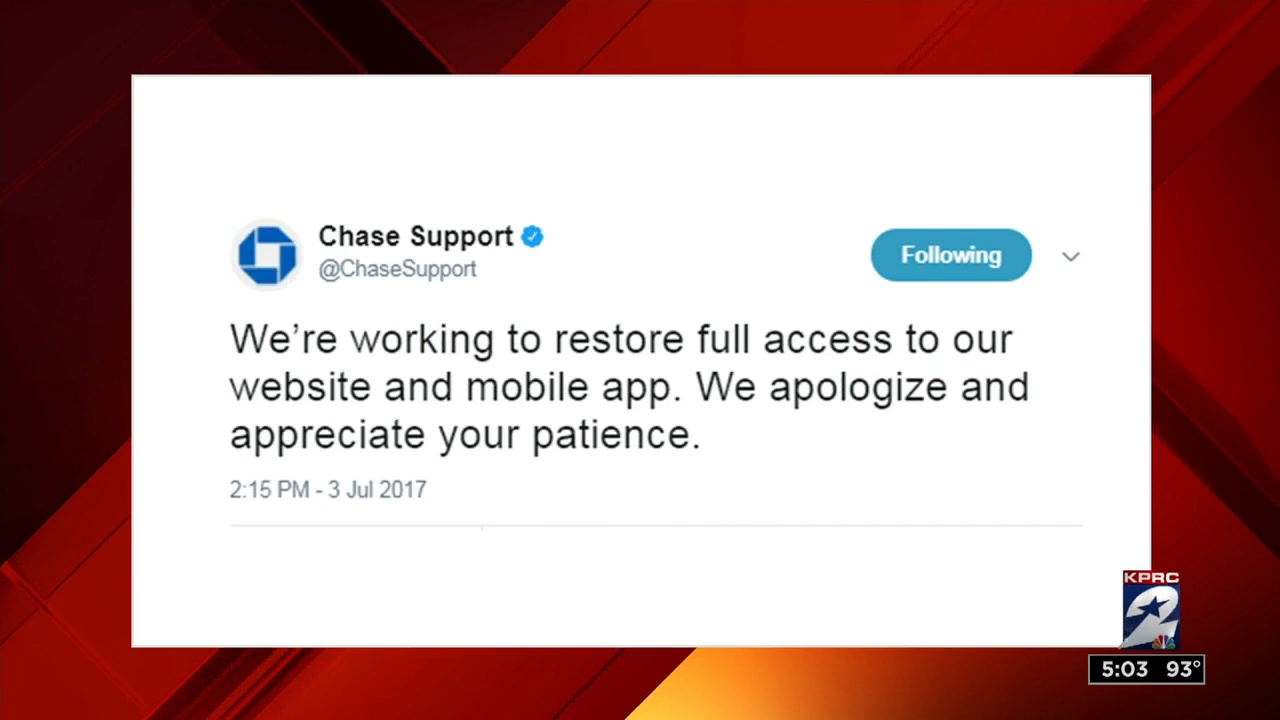 Chase Support
@ChaseSupport
Following
We’re working to restore full access to our
website and mobile app. We apologize and
appreciate your patience.
2:15 PM - 3 Jul 2017
KPRC
2
5:03 93°